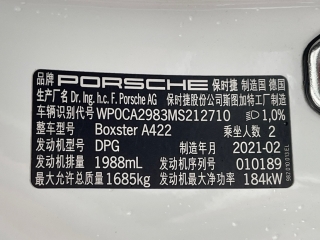 品牌 PORSCHE 保时捷 制造国 德国
生产厂名 Dr. Ing. h.c. F. Porsche AG 保时捷股份公司斯图加特工厂制造
车辆识别代号 WP0CA2983MS212710 1,0%
整车型号 Boxster A422 乘坐人数 2
发动机型号 DPG 制造年月 2021-02
发动机排量 1988mL 发动机号 010189
最大允许总质量 1685kg 发动机最大净功率 184kW